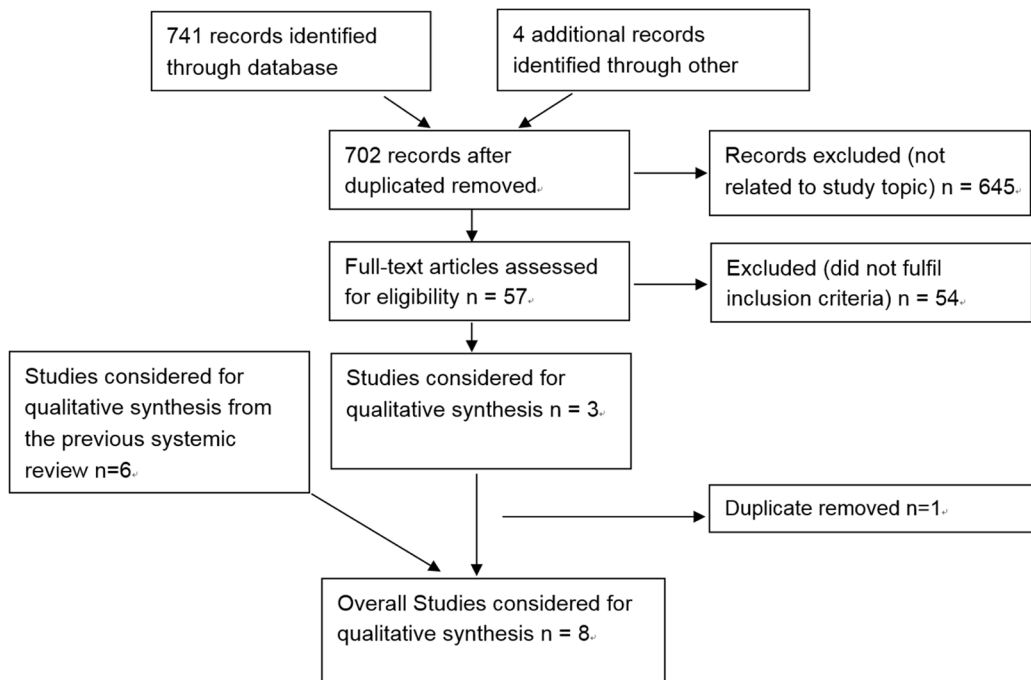 741 records identified
through database
4 additional records
identified through other
702 records after
duplicated removed
Records excluded (not
related to study topic) n = 645
Full-text articles assessed
for eligibility n = 57
Excluded (did not fulfil
inclusion criteria) n = 54
Studies considered for
qualitative synthesis from
the previous systemic
review n=6
Studies considered for
qualitative synthesis n = 3
Duplicate removed n=1
Overall Studies considered for
qualitative synthesis n = 8